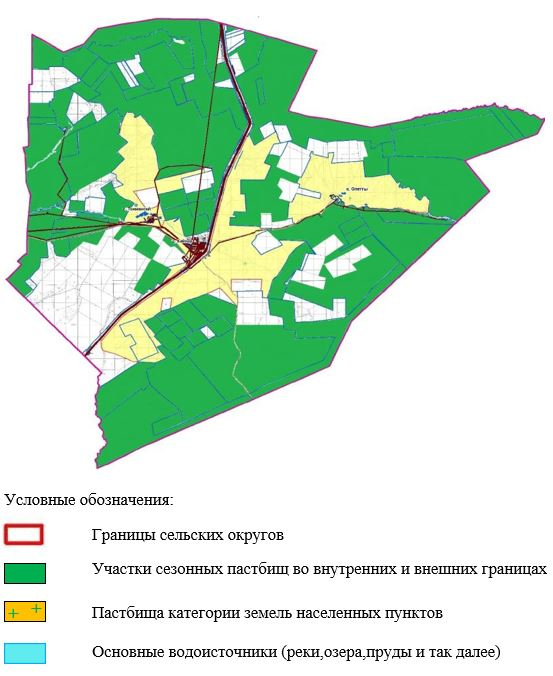 Условные обозначения:
Границы сельских округов
Участки сезонных пастбищ во внутренних и внешних границах
Пастбища категории земель населенных пунктов
Основные водоисточники (реки,озера,пруды и так далее)